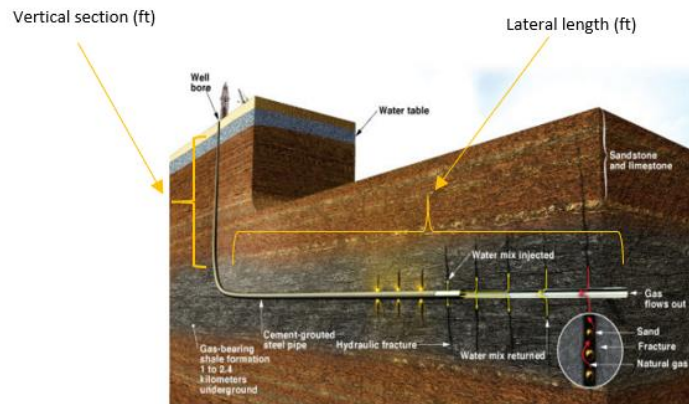 Vertical section (ft)
Lateral length (ft)
Well
bore
Water table
Sandstone
and limestone
Water mix injected
Gas
flows out
Cement-grouted
steel pipe
Hydraulic fracture
Water mix returned
Sand
Fracture
Natural gas
Gas-bearing
shale formation
1 to 2.4
kilometers
underground